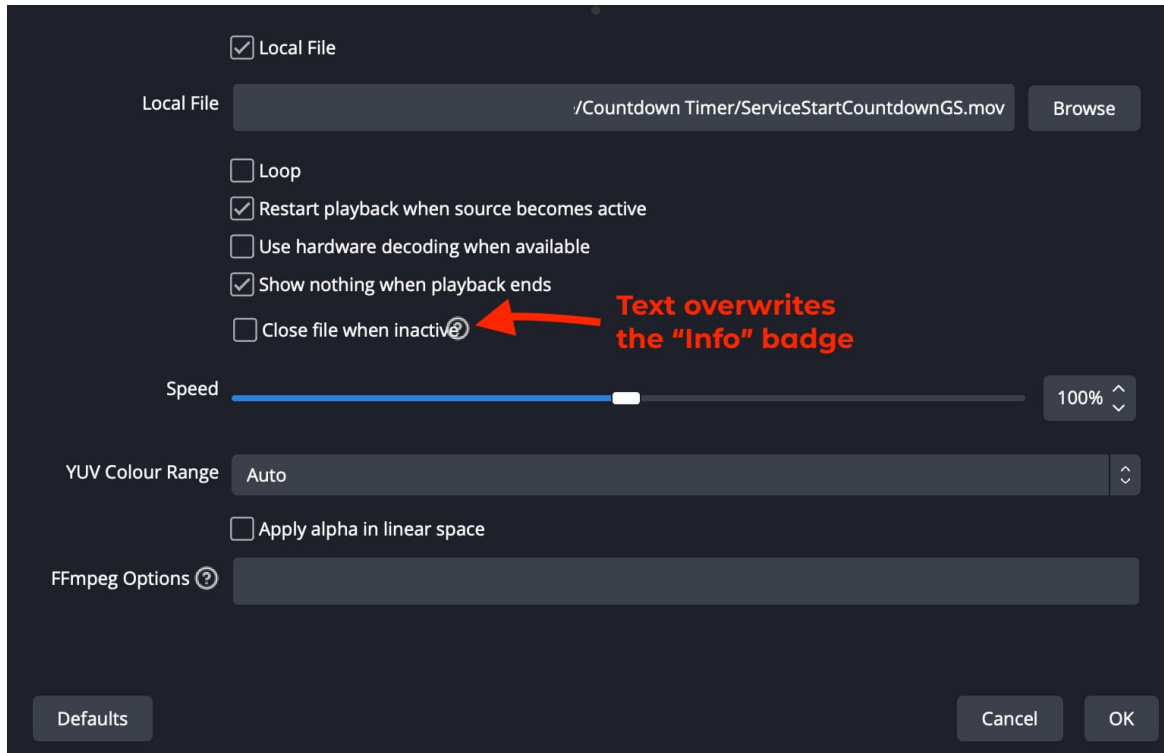 Local File
Local File
/Countdown Timer/ServiceStartCountdownGS.mov
Browse
Loop
Restart playback when source becomes active
Use hardware decoding when available
Show nothing when playback ends
Close file when inactive
Text overwrites
the “Info” badge
Speed
100%
YUV Colour Range
Auto
Apply alpha in linear space
FFmpeg Options ?
Defaults
Cancel
OK